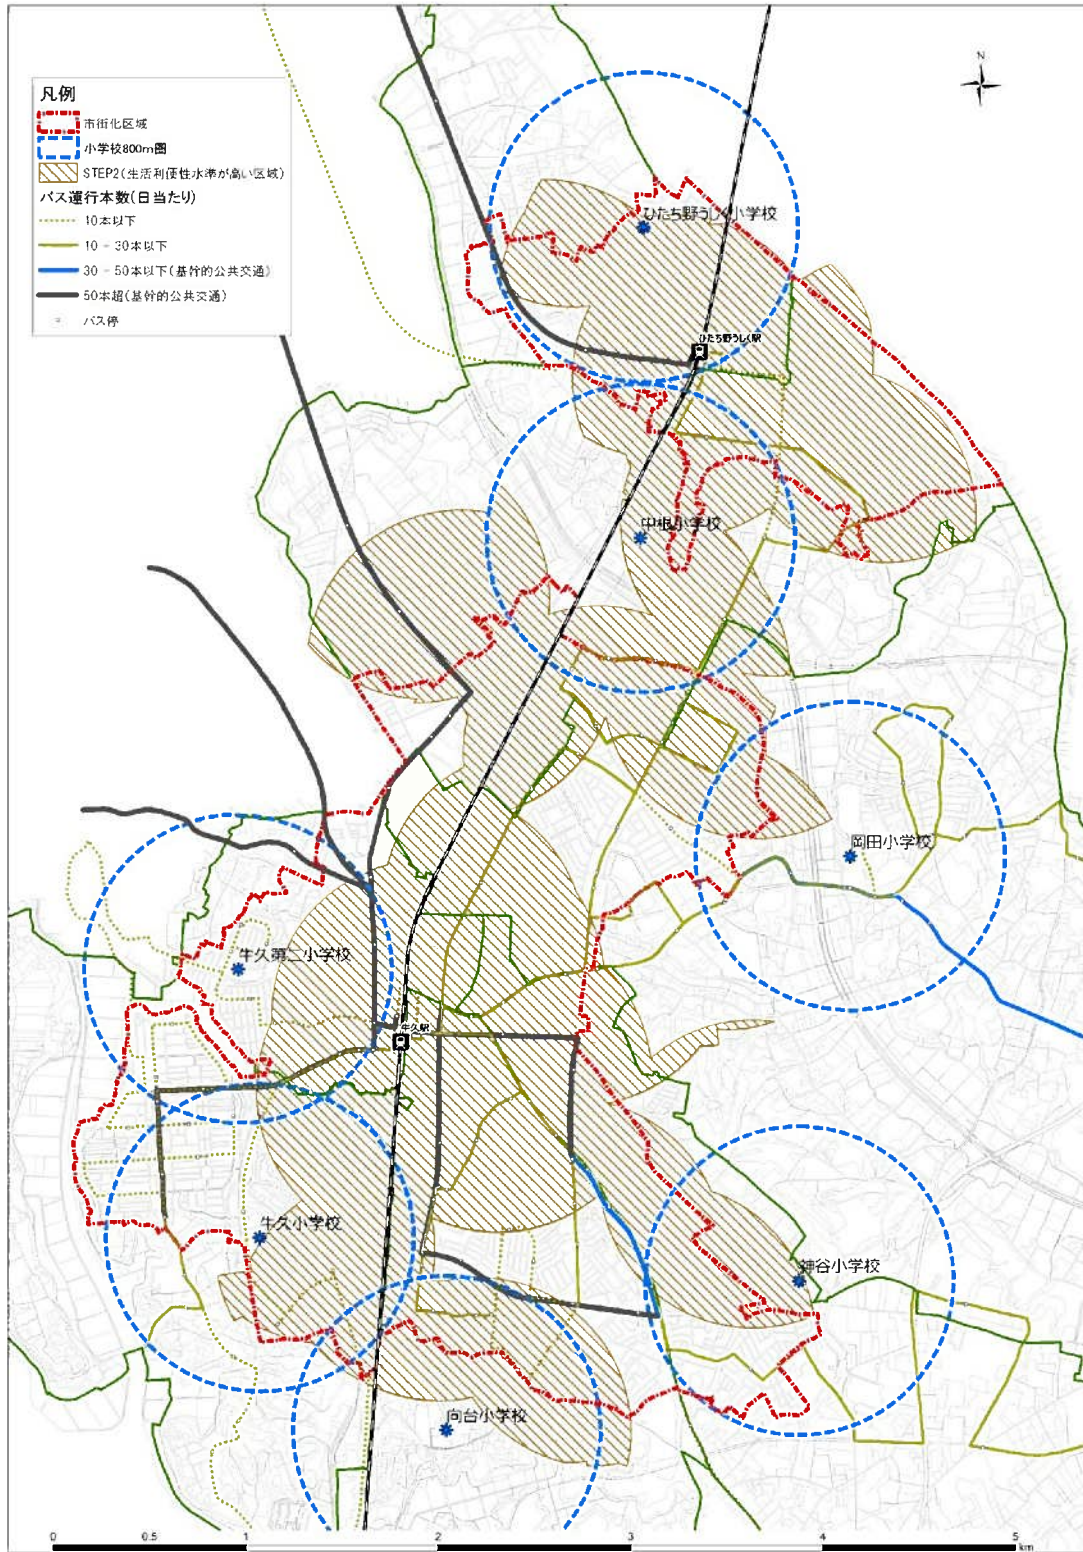 N
凡例
市街化区域
小学校800m圏
STEP2(生活利便性水準が高い区域)
バス運行本数(日当たり)
10本以下
10‐30本以下
30‐50本以下(基幹的公共交通)
50本超(基幹的公共交通)
バス停
ひたち野うしく小学校
ひたち野うしく駅
中根小学校
岡田小学校
牛久第二小学校
牛久駅
牛久小学校
神谷小学校
向台小学校
0 0.5 1 2 3 4 5
km